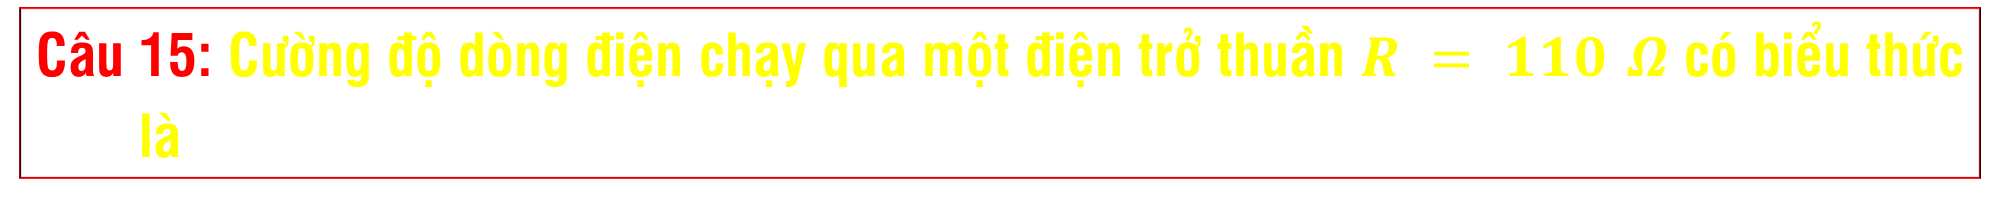 Câu 15: Cường độ dòng điện chạy qua một điện trở thuần R = 110 Ω có biểu thức
là